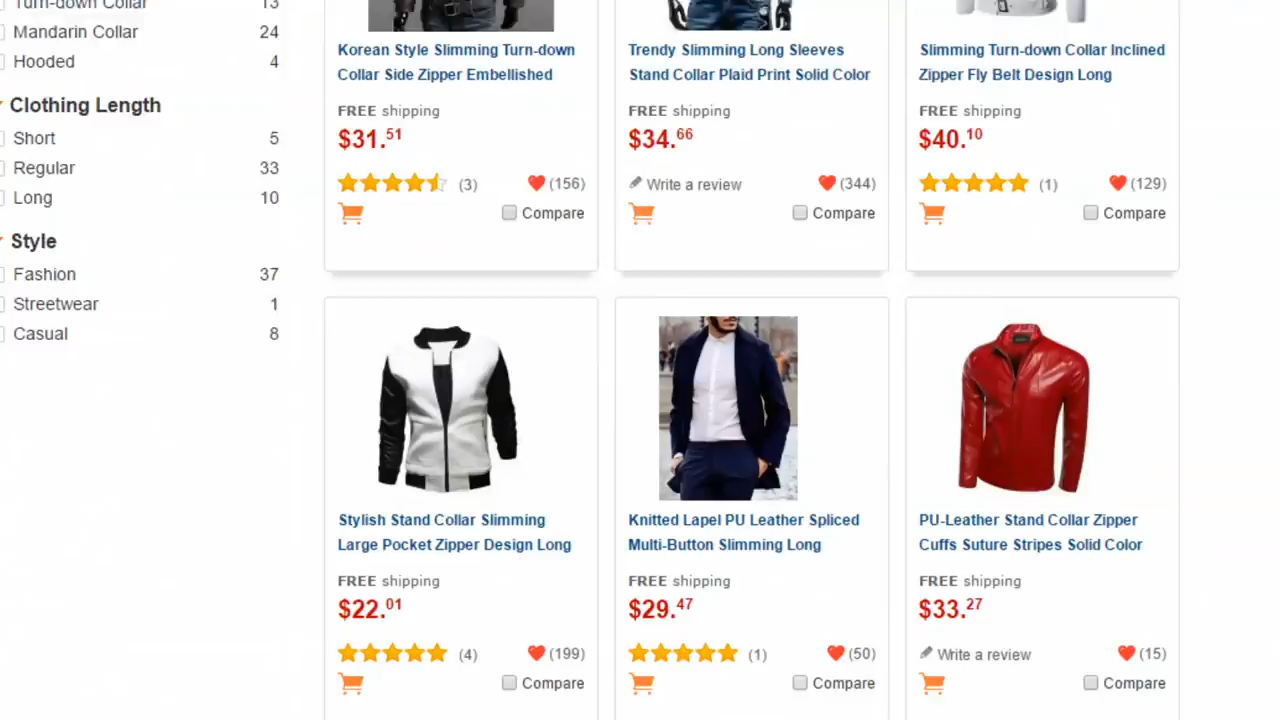 Turn-down Collar 13
Mandarin Collar 24
Hooded 4
Clothing Length
Short 5
Regular 33
Long 10
Style
Fashion 37
Streetwear 1
Casual 8
Korean Style Slimming Turn-down
Collar Side Zipper Embellished
FREE shipping
$31.51
(3) (156)
Compare
Trendy Slimming Long Sleeves
Stand Collar Plaid Print Solid Color
FREE shipping
$34.66
Write a review (344)
Compare
Slimming Turn-down Collar Inclined
Zipper Fly Belt Design Long
FREE shipping
$40.10
(1) (129)
Compare
Stylish Stand Collar Slimming
Large Pocket Zipper Design Long
FREE shipping
$22.01
(4) (199)
Compare
Knitted Lapel PU Leather Spliced
Multi-Button Slimming Long
FREE shipping
$29.47
(1) (50)
Compare
PU-Leather Stand Collar Zipper
Cuffs Suture Stripes Solid Color
FREE shipping
$33.27
Write a review (15)
Compare